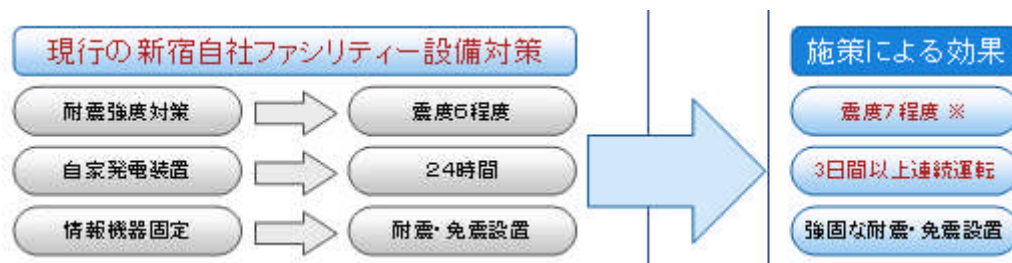 現行の新宿自社ファシリティー設備対策
施策による効果
耐震強度対策
震度6程度
震度7程度 ※
自家発電装置
24時間
3日間以上連続運転
情報機器固定
耐震・免震設置
強固な耐震・免震設置